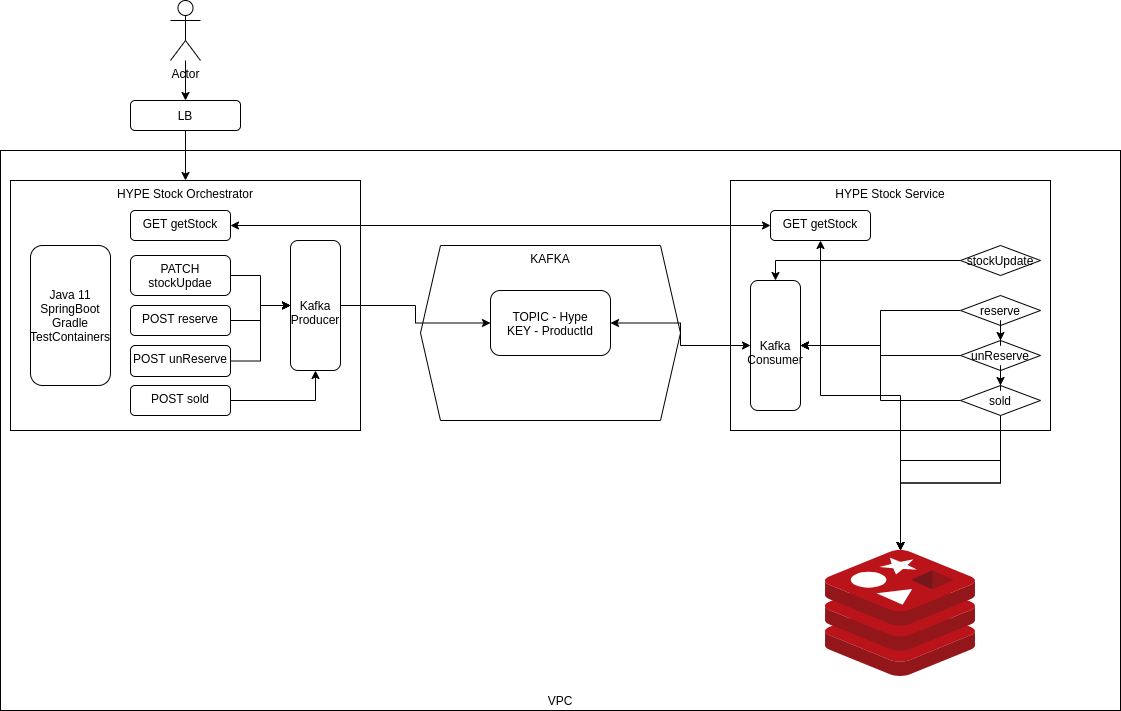 Actor
LB
HYPE Stock Orchestrator
GET getStock
Java 11
SpringBoot
Gradle
TestContainers
PATCH
stockUpdae
POST reserve
POST unReserve
POST sold
Kafka
Producer
KAFKA
TOPIC - Hype
KEY - ProductId
HYPE Stock Service
GET getStock
Kafka
Consumer
stockUpdate
reserve
unReserve
sold
VPC